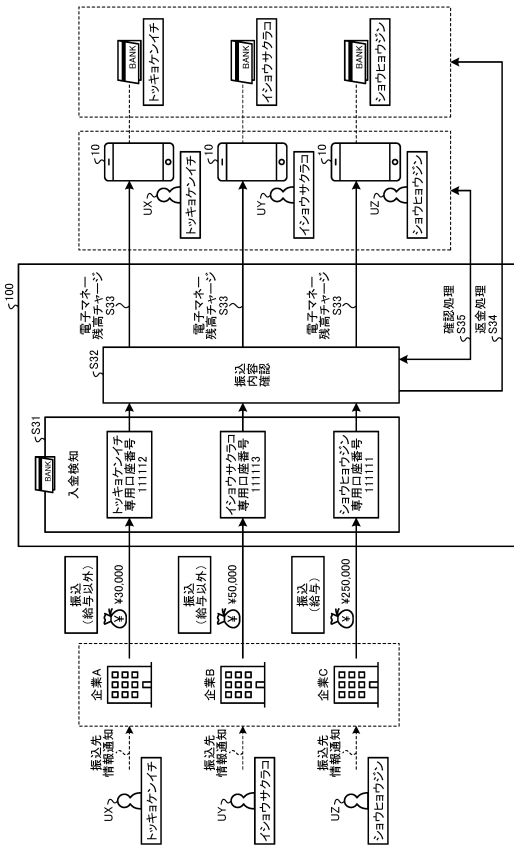 UX
トッキョケンイチ
振込先
情報通知
企業A
振込
(給与以外)
¥
¥30,000
UY
イショウサクラコ
振込先
情報通知
企業B
振込
(給与以外)
¥
¥50,000
UZ
ショウヒョウジン
振込先
情報通知
企業C
振込
(給与)
¥
¥250,000
100
S31
BANK
入金検知
トッキョケンイチ
専用口座番号
111112
イショウサクラコ
専用口座番号
111113
ショウヒョウジン
専用口座番号
111111
S32
振込
内容
確認
電子マネー
残高チャージ
S33
電子マネー
残高チャージ
S33
電子マネー
残高チャージ
S33
確認処理
S35
返金処理
S34
UX
トッキョケンイチ
10
BANK
トッキョケンイチ
UY
イショウサクラコ
10
BANK
イショウサクラコ
UZ
ショウヒョウジン
10
BANK
ショウヒョウジン